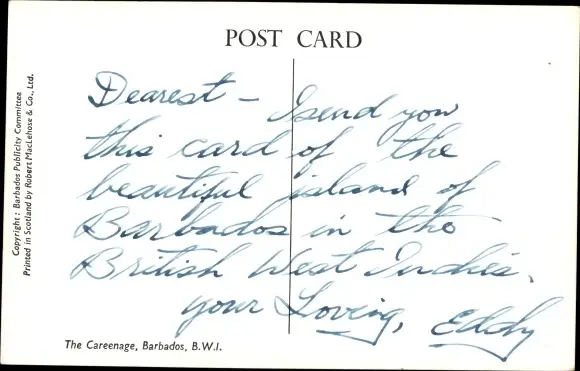 POST CARD
Dearest – I send you
this card of the
beautiful island of
Barbados in the
British West Indies.
your Loving, Eddy
The Careenage, Barbados, B.W.I.
Copyright: Barbados Publicity Committee
Printed in Scotland by Robert MacLehose & Co., Ltd.